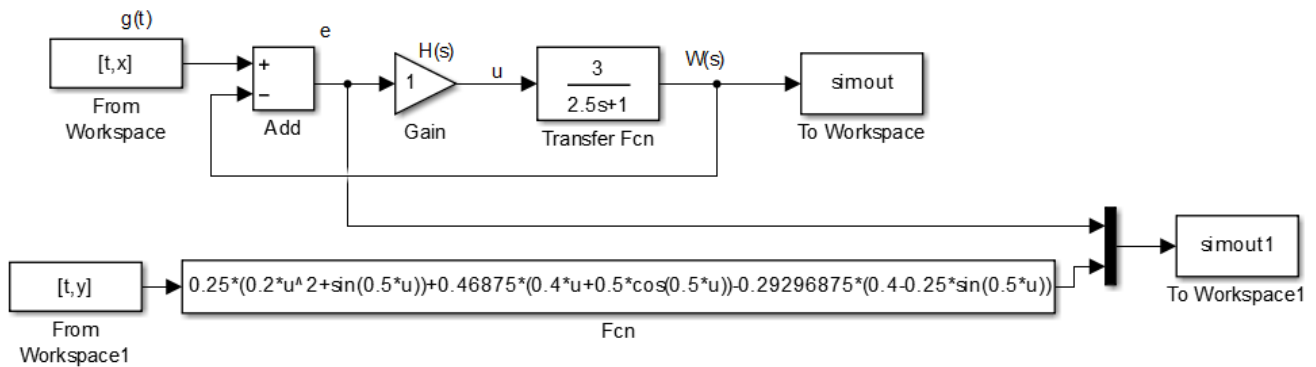 g(t)
[t,x]
From
Workspace
+
−
Add
e
H(s)
1
Gain
u
3
2.5s+1
Transfer Fcn
W(s)
simout
To Workspace
[t,y]
From
Workspace1
0.25*(0.2*u^2+sin(0.5*u))+0.46875*(0.4*u+0.5*cos(0.5*u))-0.29296875*(0.4-0.25*sin(0.5*u))
Fcn
simout1
To Workspace1